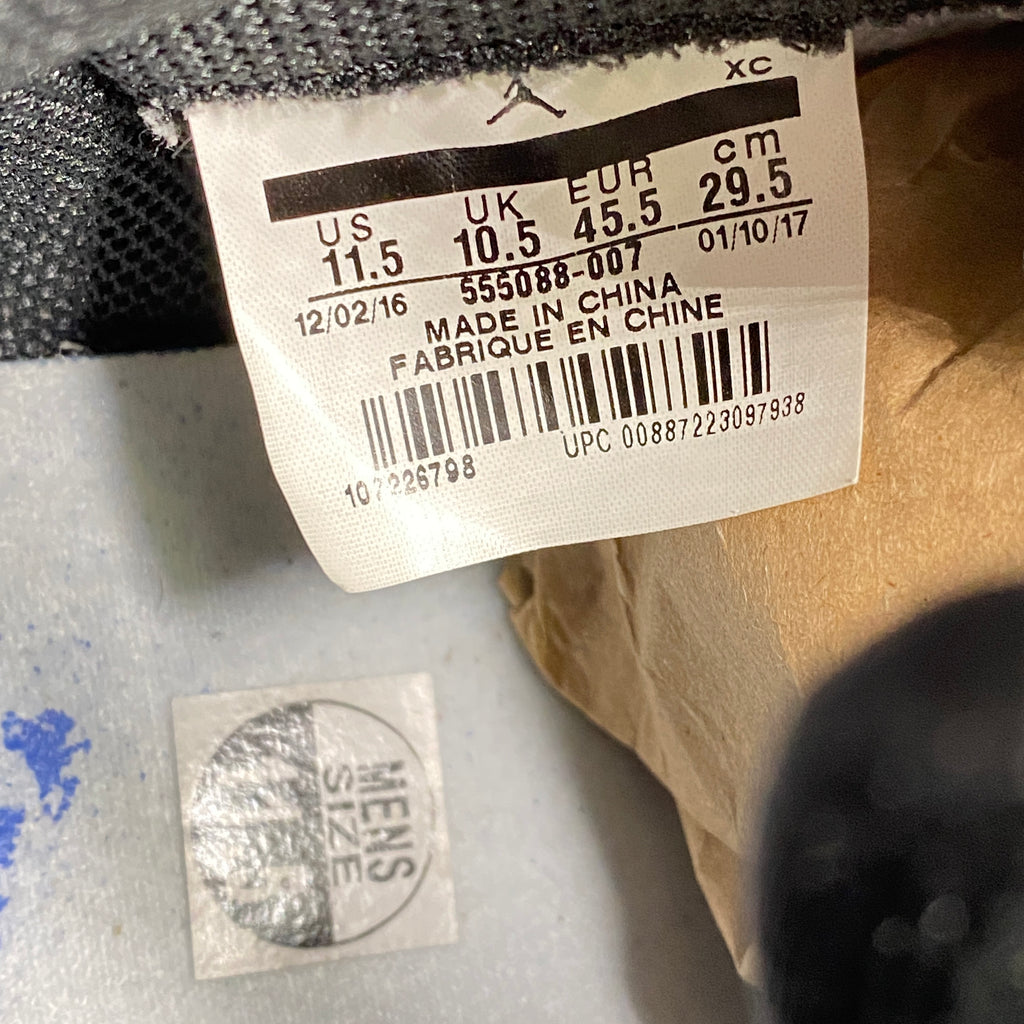 XC
US UK EUR cm
11.5 10.5 45.5 29.5
12/02/16 555088-007 01/10/17
MADE IN CHINA
FABRIQUE EN CHINE
UPC 00887223097938
107226798
MENS
SIZE